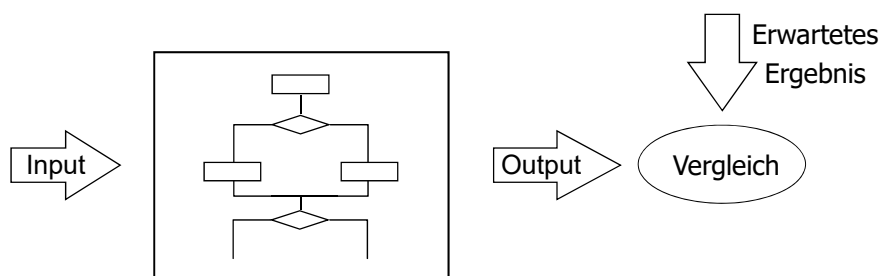 Erwartetes
Ergebnis
Input
Output
Vergleich